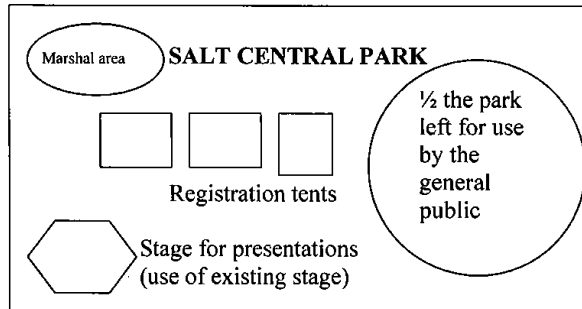 Marshal area
SALT CENTRAL PARK
½ the park
left for use
by the
general
public
Registration tents
Stage for presentations
(use of existing stage)